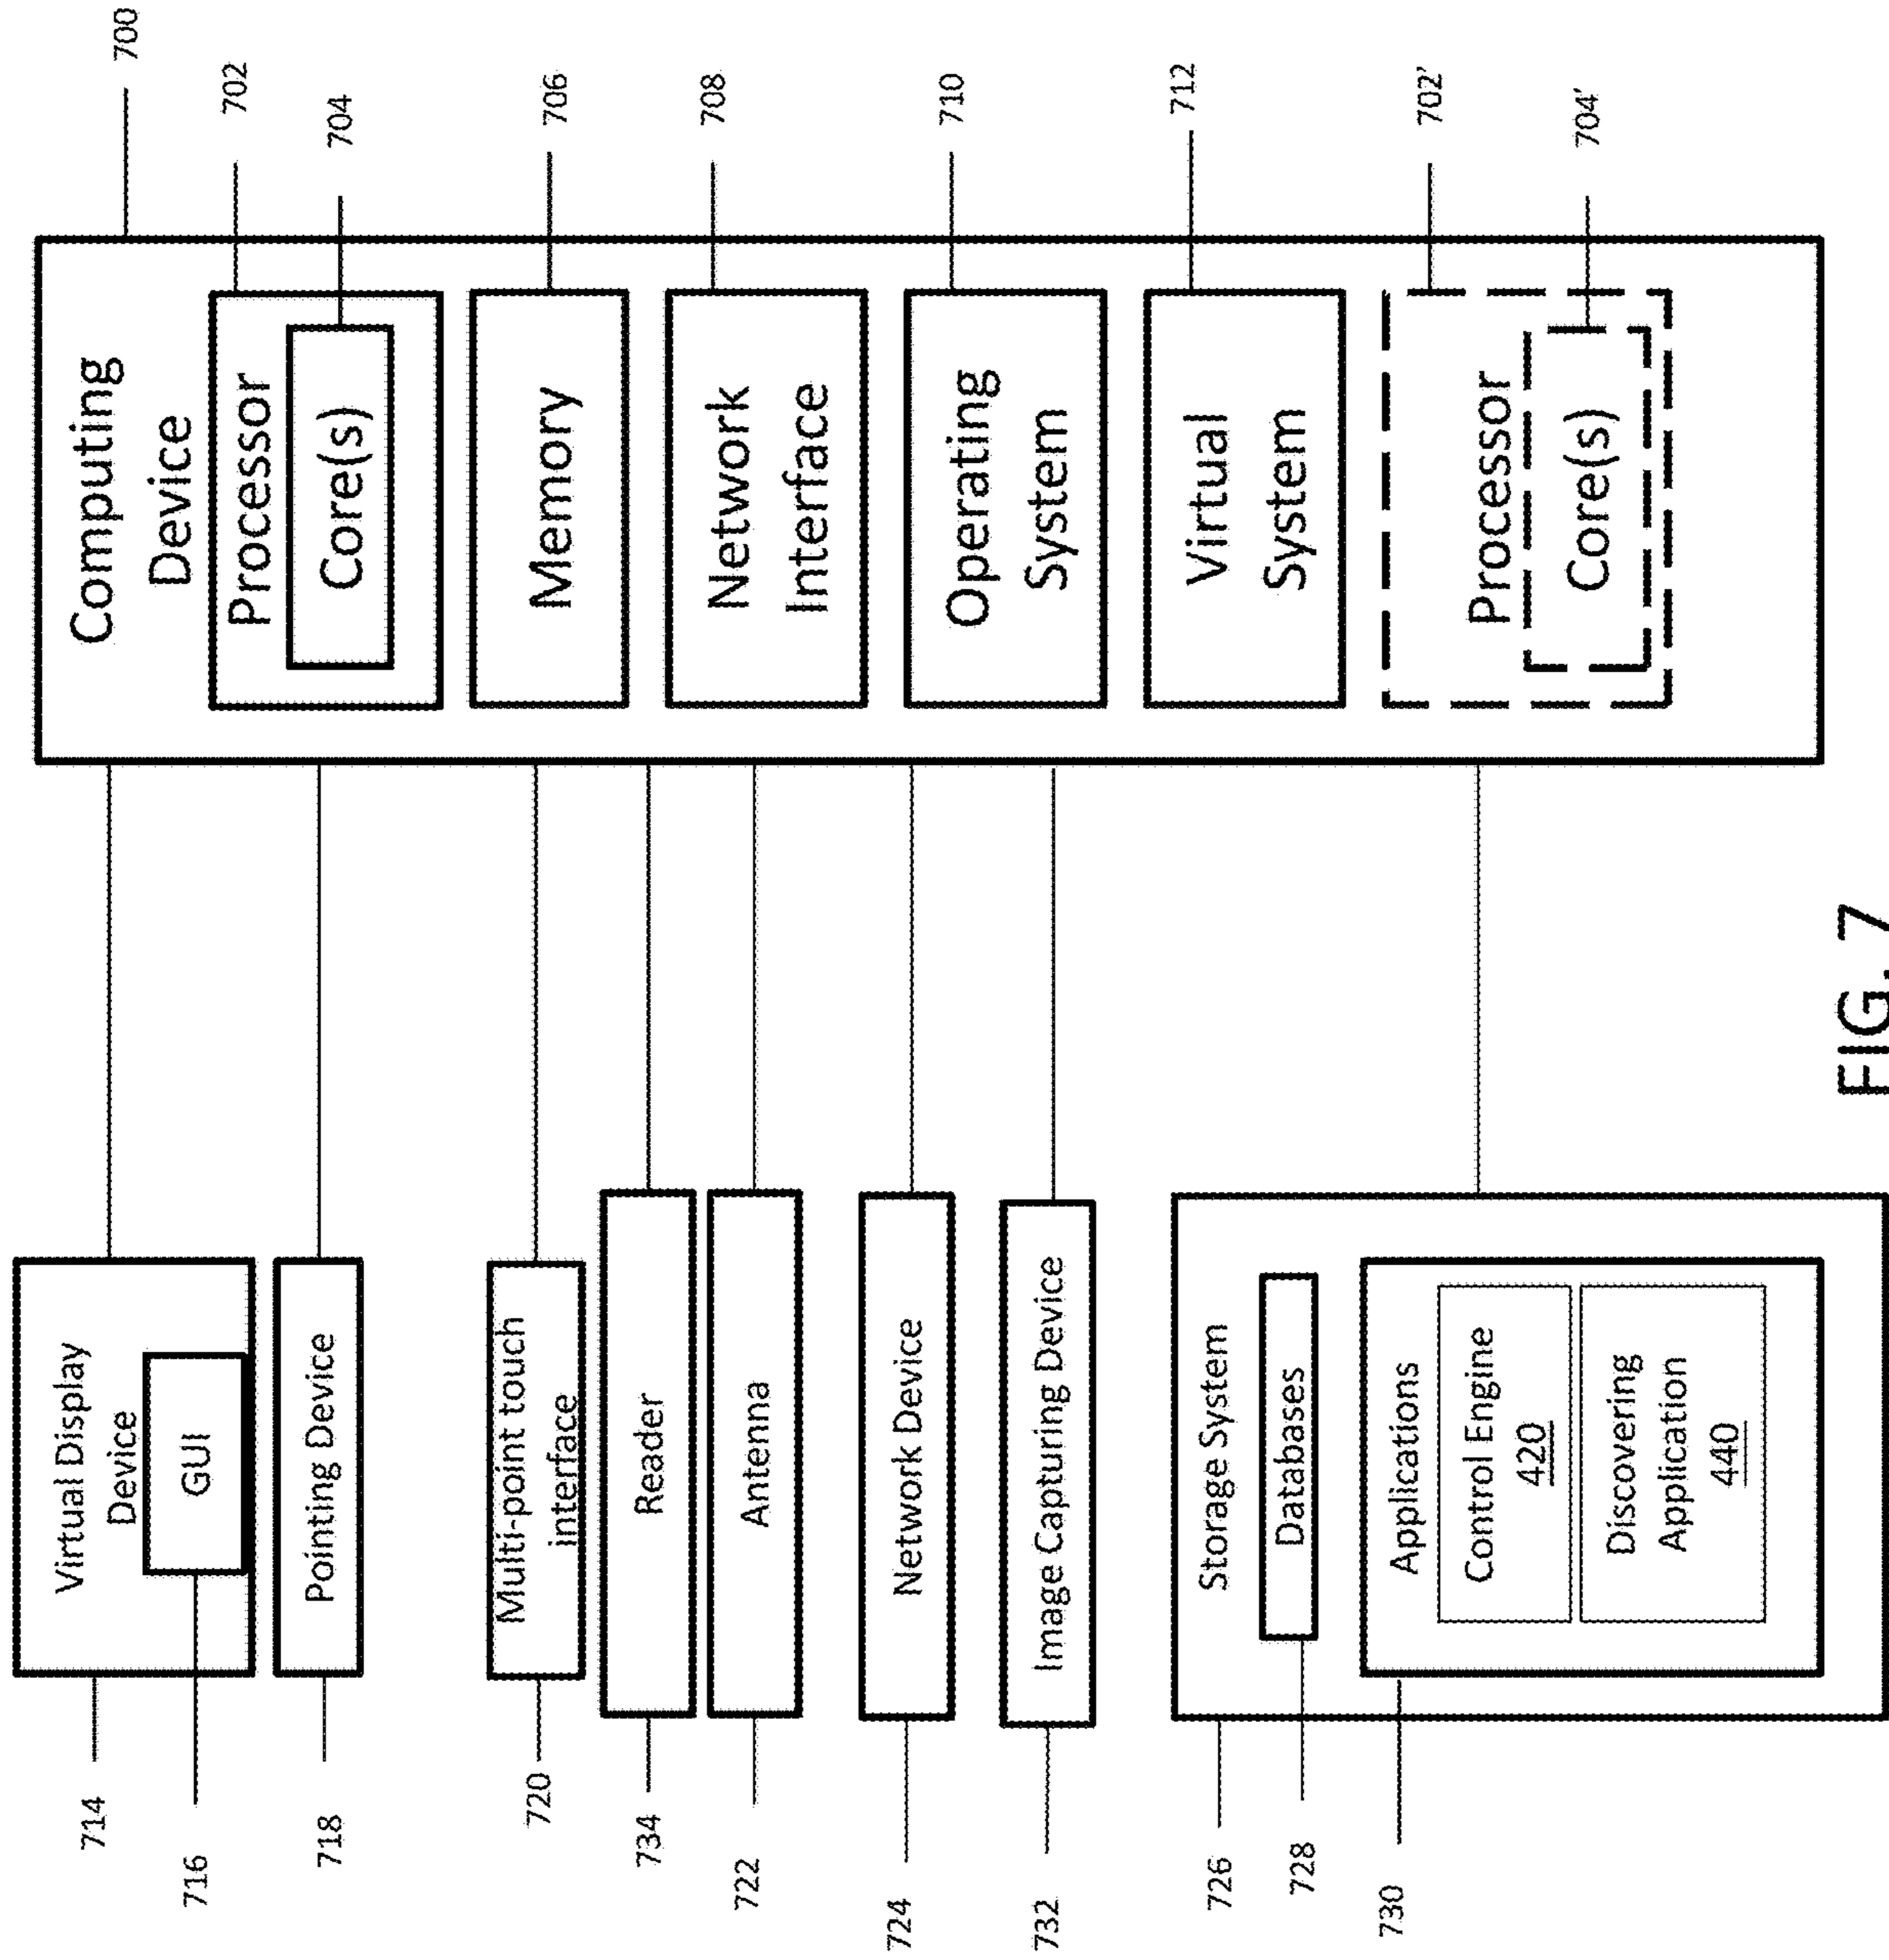 714
Virtual Display
Device
716
GUI
718
Pointing Device
720
Multi-point touch
interface
734
Reader
722
Antenna
724
Network Device
732
Image Capturing Device
726
Storage System
728
Databases
730
Applications
Control Engine
420
Discovering
Application
440
Computing
Device
700
Processor
702
Core(s)
704
Memory
706
Network
Interface
708
Operating
System
710
Virtual
System
712
Processor
702'
Core(s)
704'
FIG. 7